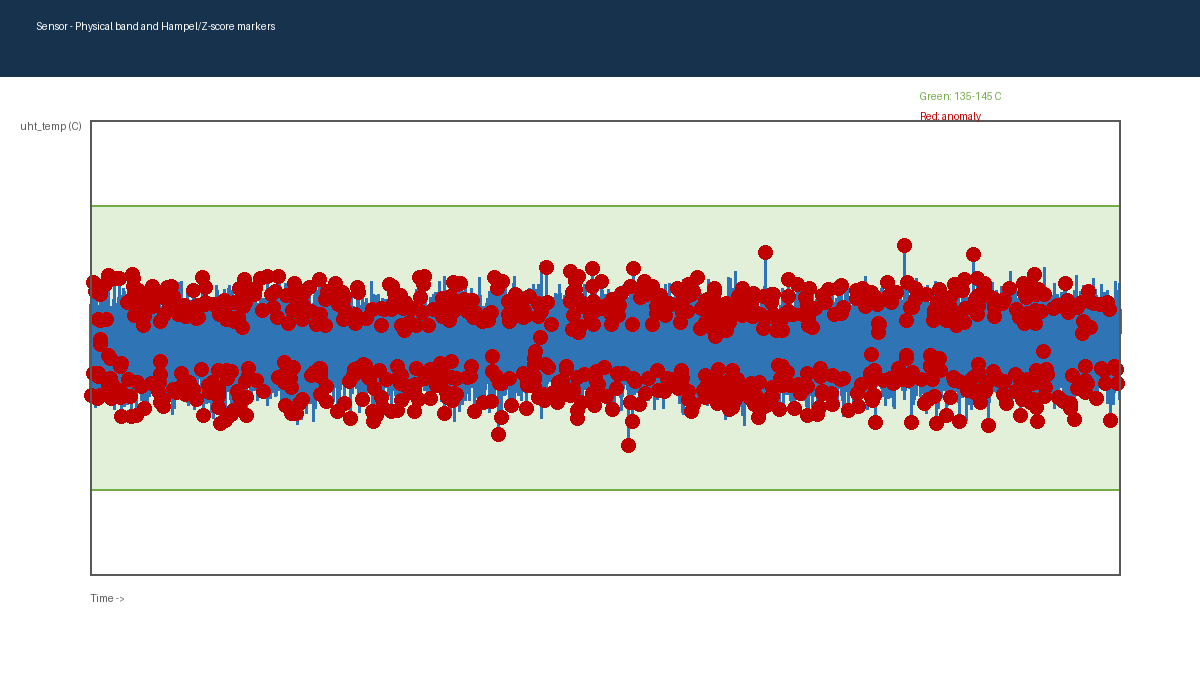 Sensor - Physical band and Hampel/Z-score markers
Green: 135-145 C
Red: anomaly
uht_temp (C)
Time ->